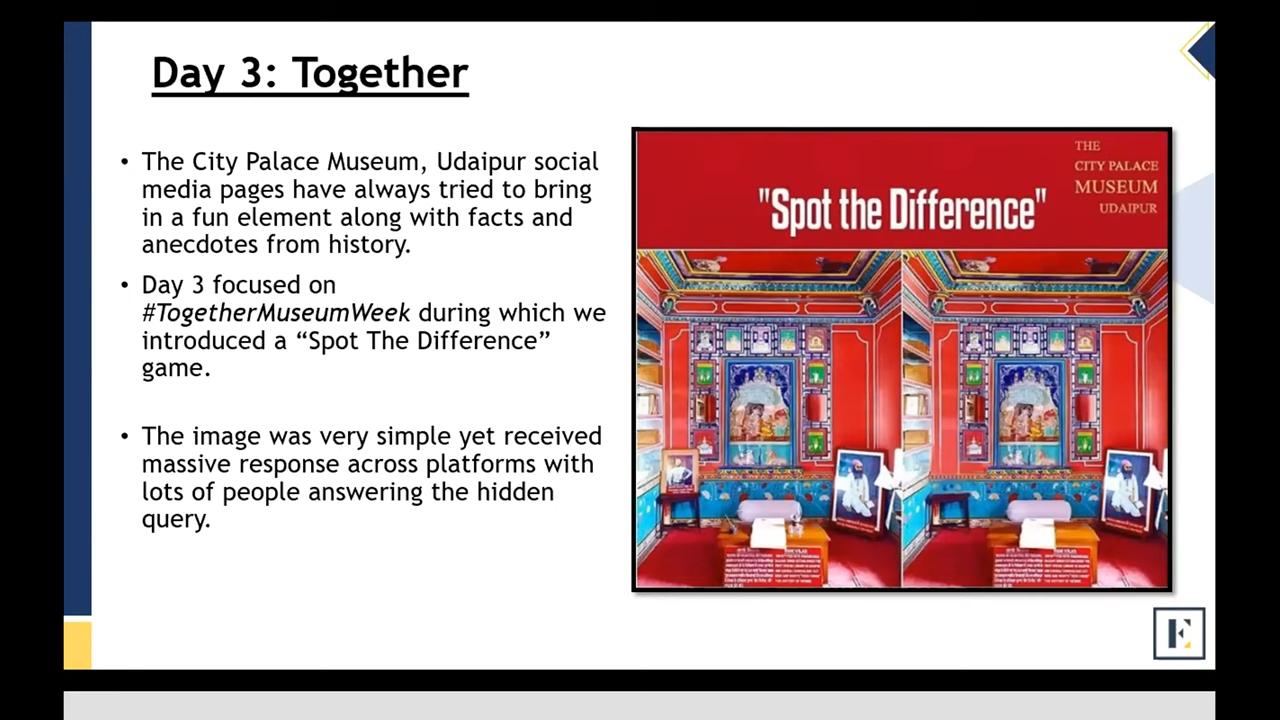 Day 3: Together
• The City Palace Museum, Udaipur social
media pages have always tried to bring
in a fun element along with facts and
anecdotes from history.
• Day 3 focused on
#TogetherMuseumWeek during which we
introduced a “Spot The Difference”
game.
• The image was very simple yet received
massive response across platforms with
lots of people answering the hidden
query.
THE
CITY PALACE
MUSEUM
UDAIPUR
"Spot the Difference"
E